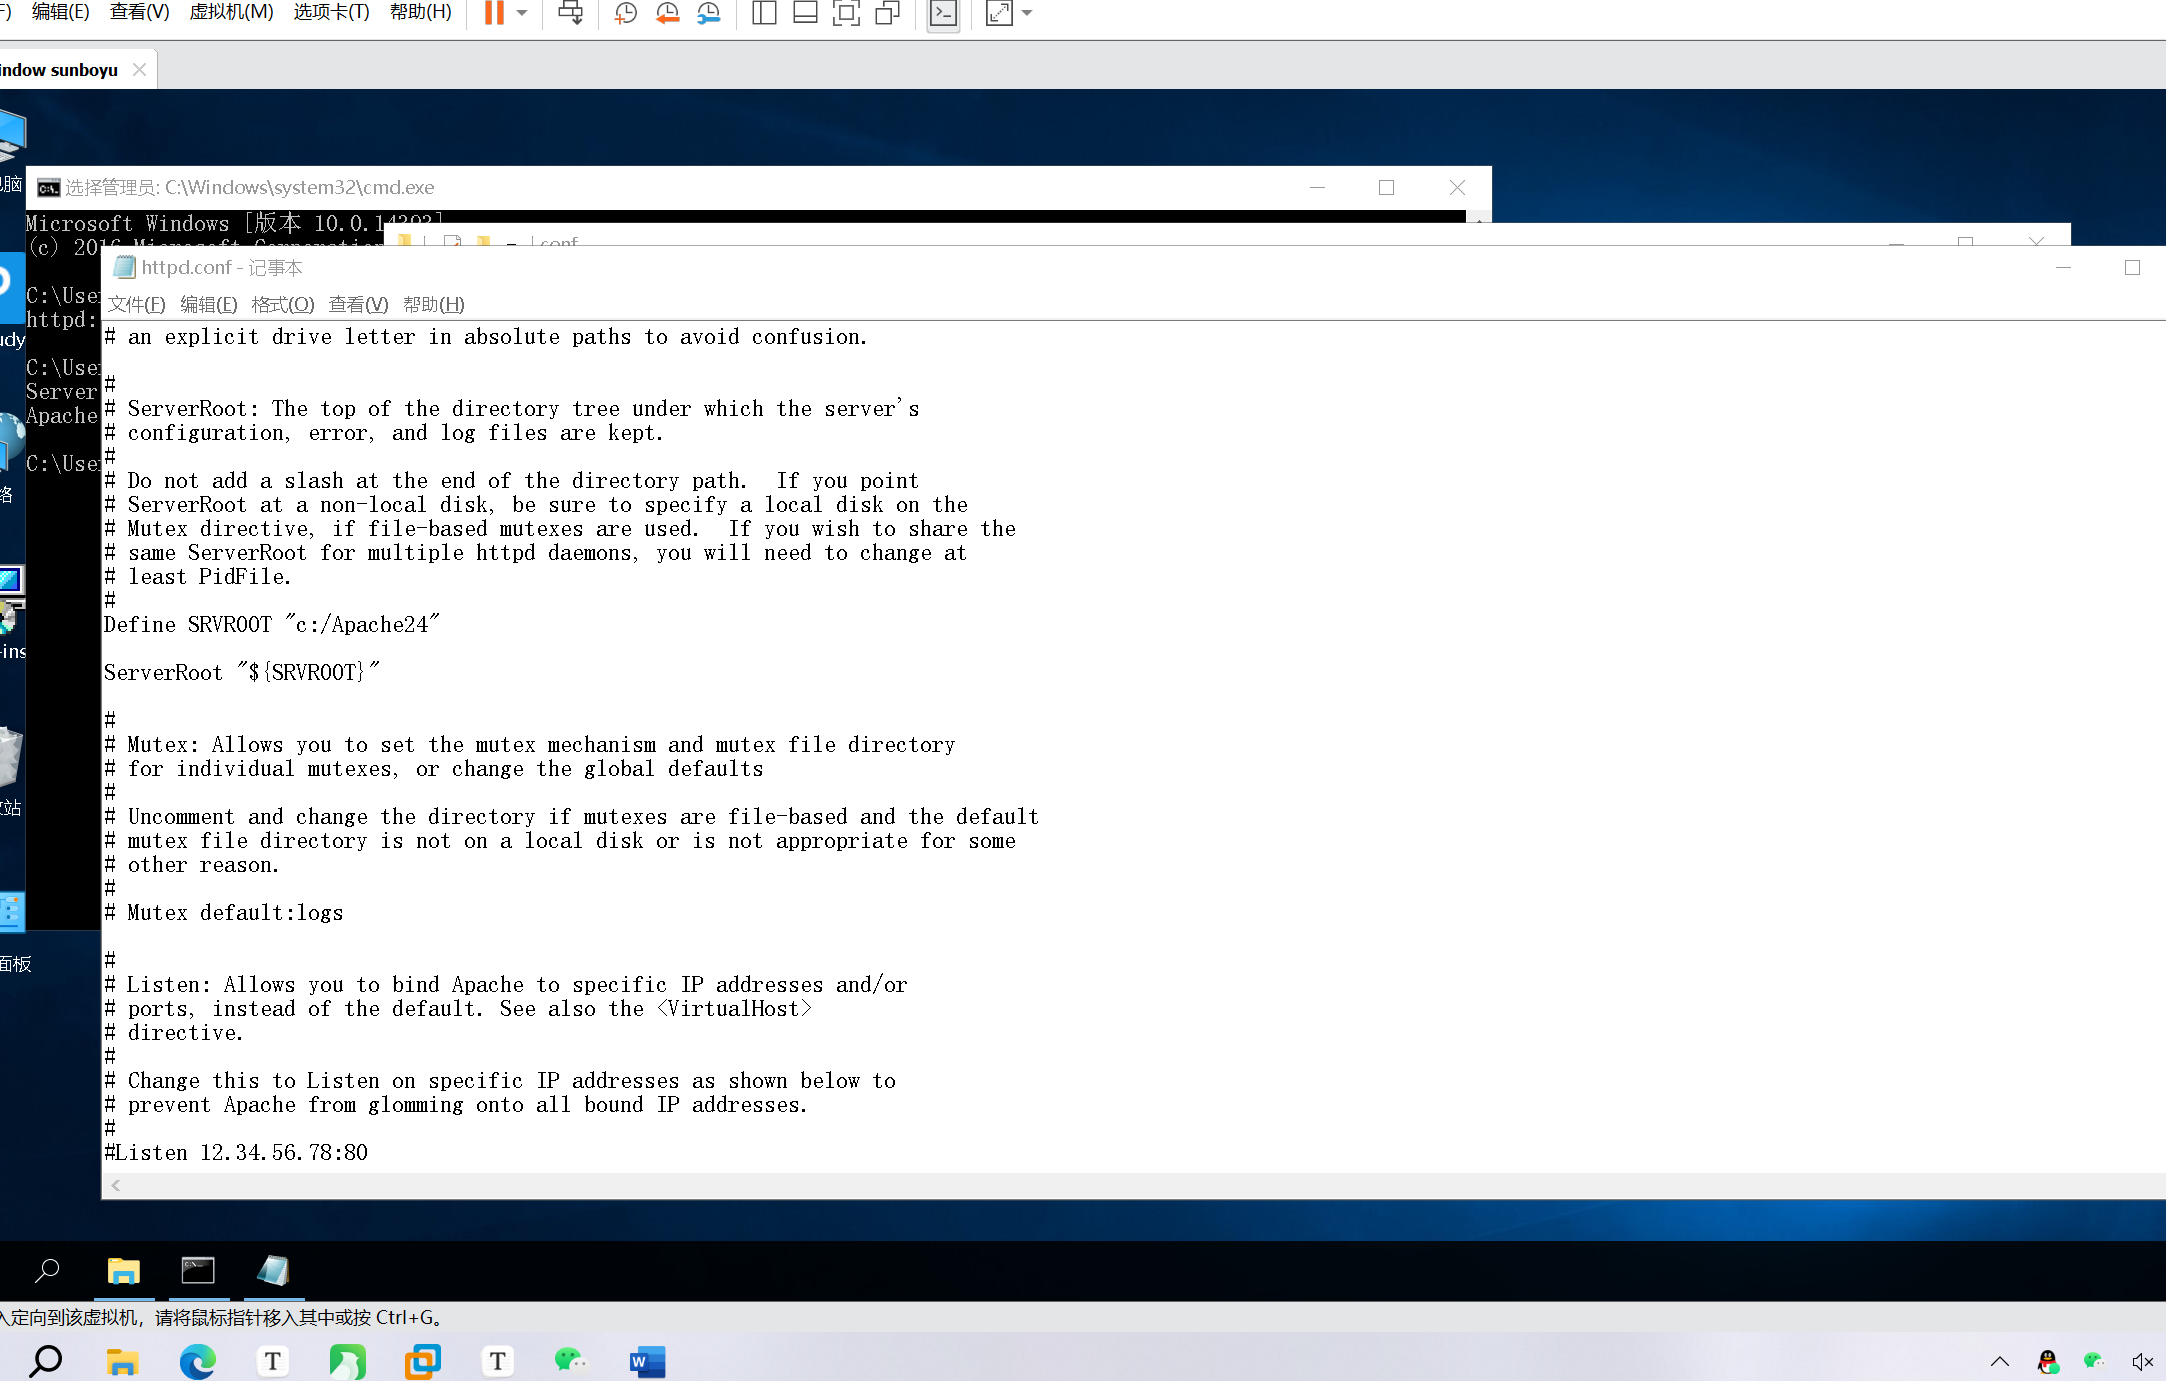 编辑(E) 查看(V) 虚拟机(M) 选项卡(T) 帮助(H)
indow sunboyu
选择管理员: C:\Windows\system32\cmd.exe
Microsoft Windows [版本 10.0.14393]
(c) 2016 Microsoft Corporation
conf
httpd.conf - 记事本
文件(F) 编辑(E) 格式(O) 查看(V) 帮助(H)
C:\Use
httpd:
C:\Use
Server
Apache
C:\Use
# an explicit drive letter in absolute paths to avoid confusion.
#
# ServerRoot: The top of the directory tree under which the server's
# configuration, error, and log files are kept.
#
# Do not add a slash at the end of the directory path.  If you point
# ServerRoot at a non-local disk, be sure to specify a local disk on the
# Mutex directive, if file-based mutexes are used.  If you wish to share the
# same ServerRoot for multiple httpd daemons, you will need to change at
# least PidFile.
#
Define SRVROOT "c:/Apache24"
ServerRoot "${SRVROOT}"
#
# Mutex: Allows you to set the mutex mechanism and mutex file directory
# for individual mutexes, or change the global defaults
#
# Uncomment and change the directory if mutexes are file-based and the default
# mutex file directory is not on a local disk or is not appropriate for some
# other reason.
#
# Mutex default:logs
#
# Listen: Allows you to bind Apache to specific IP addresses and/or
# ports, instead of the default. See also the <VirtualHost>
# directive.
#
# Change this to Listen on specific IP addresses as shown below to
# prevent Apache from glomming onto all bound IP addresses.
#
#Listen 12.34.56.78:80
脑
udy
络
-ins
站
面板
入定向到该虚拟机，请将鼠标指针移入其中或按 Ctrl+G。